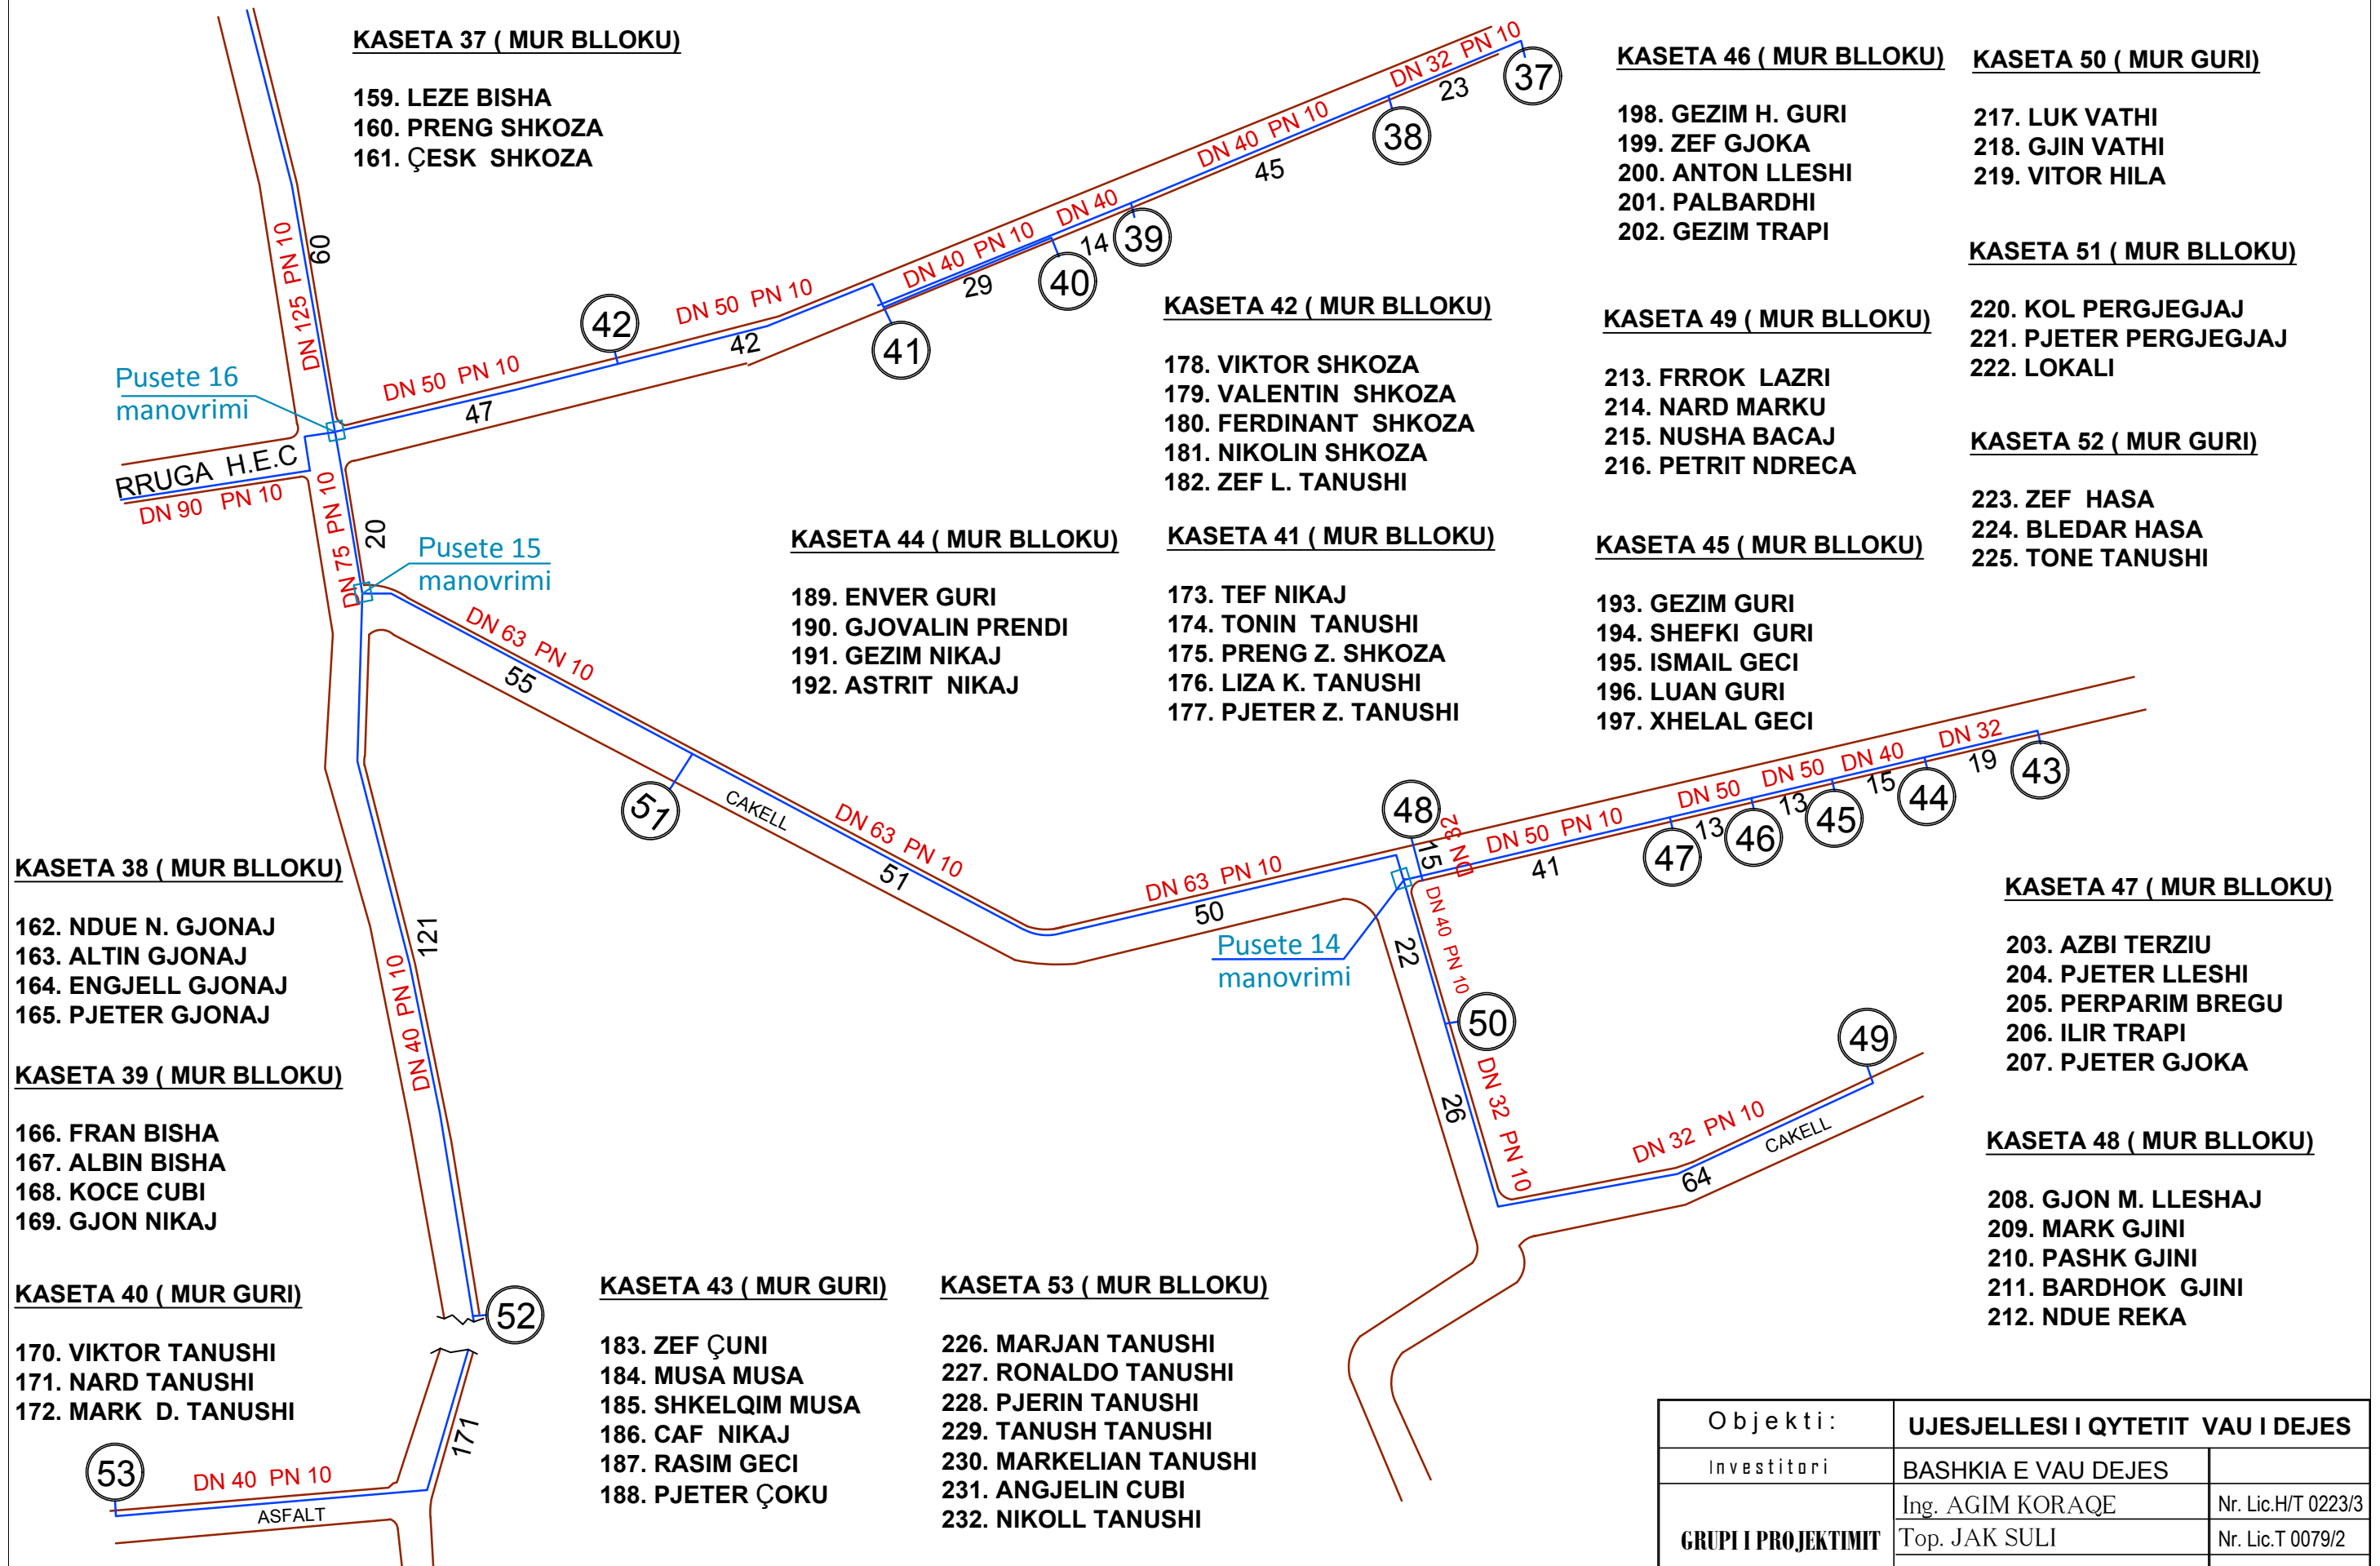 KASETA 37 ( MUR BLLOKU)
159. LEZE BISHA
160. PRENG SHKOZA
161. ÇESK SHKOZA
KASETA 46 ( MUR BLLOKU)
198. GEZIM H. GURI
199. ZEF GJOKA
200. ANTON LLESHI
201. PALBARDHI
202. GEZIM TRAPI
KASETA 50 ( MUR GURI)
217. LUK VATHI
218. GJIN VATHI
219. VITOR HILA
KASETA 51 ( MUR BLLOKU)
220. KOL PERGJEGJAJ
221. PJETER PERGJEGJAJ
222. LOKALI
KASETA 42 ( MUR BLLOKU)
178. VIKTOR SHKOZA
179. VALENTIN SHKOZA
180. FERDINANT SHKOZA
181. NIKOLIN SHKOZA
182. ZEF L. TANUSHI
KASETA 49 ( MUR BLLOKU)
213. FRROK LAZRI
214. NARD MARKU
215. NUSHA BACAJ
216. PETRIT NDRECA
KASETA 52 ( MUR GURI)
223. ZEF HASA
224. BLEDAR HASA
225. TONE TANUSHI
KASETA 44 ( MUR BLLOKU)
189. ENVER GURI
190. GJOVALIN PRENDI
191. GEZIM NIKAJ
192. ASTRIT NIKAJ
KASETA 41 ( MUR BLLOKU)
173. TEF NIKAJ
174. TONIN TANUSHI
175. PRENG Z. SHKOZA
176. LIZA K. TANUSHI
177. PJETER Z. TANUSHI
KASETA 45 ( MUR BLLOKU)
193. GEZIM GURI
194. SHEFKI GURI
195. ISMAIL GECI
196. LUAN GURI
197. XHELAL GECI
DN 32 PN 10
23
37
38
DN 40 PN 10
45
39
DN 40
14
40
DN 40 PN 10
29
41
DN 50 PN 10
42
42
DN 50 PN 10
47
DN 125 PN 10
60
Pusete 16
manovrimi
RRUGA H.E.C
DN 90 PN 10
DN 75 PN 10
20
Pusete 15
manovrimi
DN 63 PN 10
55
51
CAKELL
DN 63 PN 10
51
DN 63 PN 10
50
Pusete 14
manovrimi
48
15
DN 32
DN 50 PN 10
41
47
DN 50
13
46
DN 50
13
45
DN 40
15
44
DN 32
19
43
DN 40 PN 10
22
50
DN 32 PN 10
26
DN 32 PN 10
64
CAKELL
49
DN 40 PN 10
121
52
171
53
DN 40 PN 10
ASFALT
KASETA 38 ( MUR BLLOKU)
162. NDUE N. GJONAJ
163. ALTIN GJONAJ
164. ENGJELL GJONAJ
165. PJETER GJONAJ
KASETA 39 ( MUR BLLOKU)
166. FRAN BISHA
167. ALBIN BISHA
168. KOCE CUBI
169. GJON NIKAJ
KASETA 40 ( MUR GURI)
170. VIKTOR TANUSHI
171. NARD TANUSHI
172. MARK D. TANUSHI
KASETA 43 ( MUR GURI)
183. ZEF ÇUNI
184. MUSA MUSA
185. SHKELQIM MUSA
186. CAF NIKAJ
187. RASIM GECI
188. PJETER ÇOKU
KASETA 53 ( MUR BLLOKU)
226. MARJAN TANUSHI
227. RONALDO TANUSHI
228. PJERIN TANUSHI
229. TANUSH TANUSHI
230. MARKELIAN TANUSHI
231. ANGJELIN CUBI
232. NIKOLL TANUSHI
KASETA 47 ( MUR BLLOKU)
203. AZBI TERZIU
204. PJETER LLESHI
205. PERPARIM BREGU
206. ILIR TRAPI
207. PJETER GJOKA
KASETA 48 ( MUR BLLOKU)
208. GJON M. LLESHAJ
209. MARK GJINI
210. PASHK GJINI
211. BARDHOK GJINI
212. NDUE REKA
Objekti: UJESJELLESI I QYTETIT VAU I DEJES
Investitori BASHKIA E VAU DEJES
GRUPI I PROJEKTIMIT
Ing. AGIM KORAQE Nr. Lic.H/T 0223/3
Top. JAK SULI Nr. Lic.T 0079/2